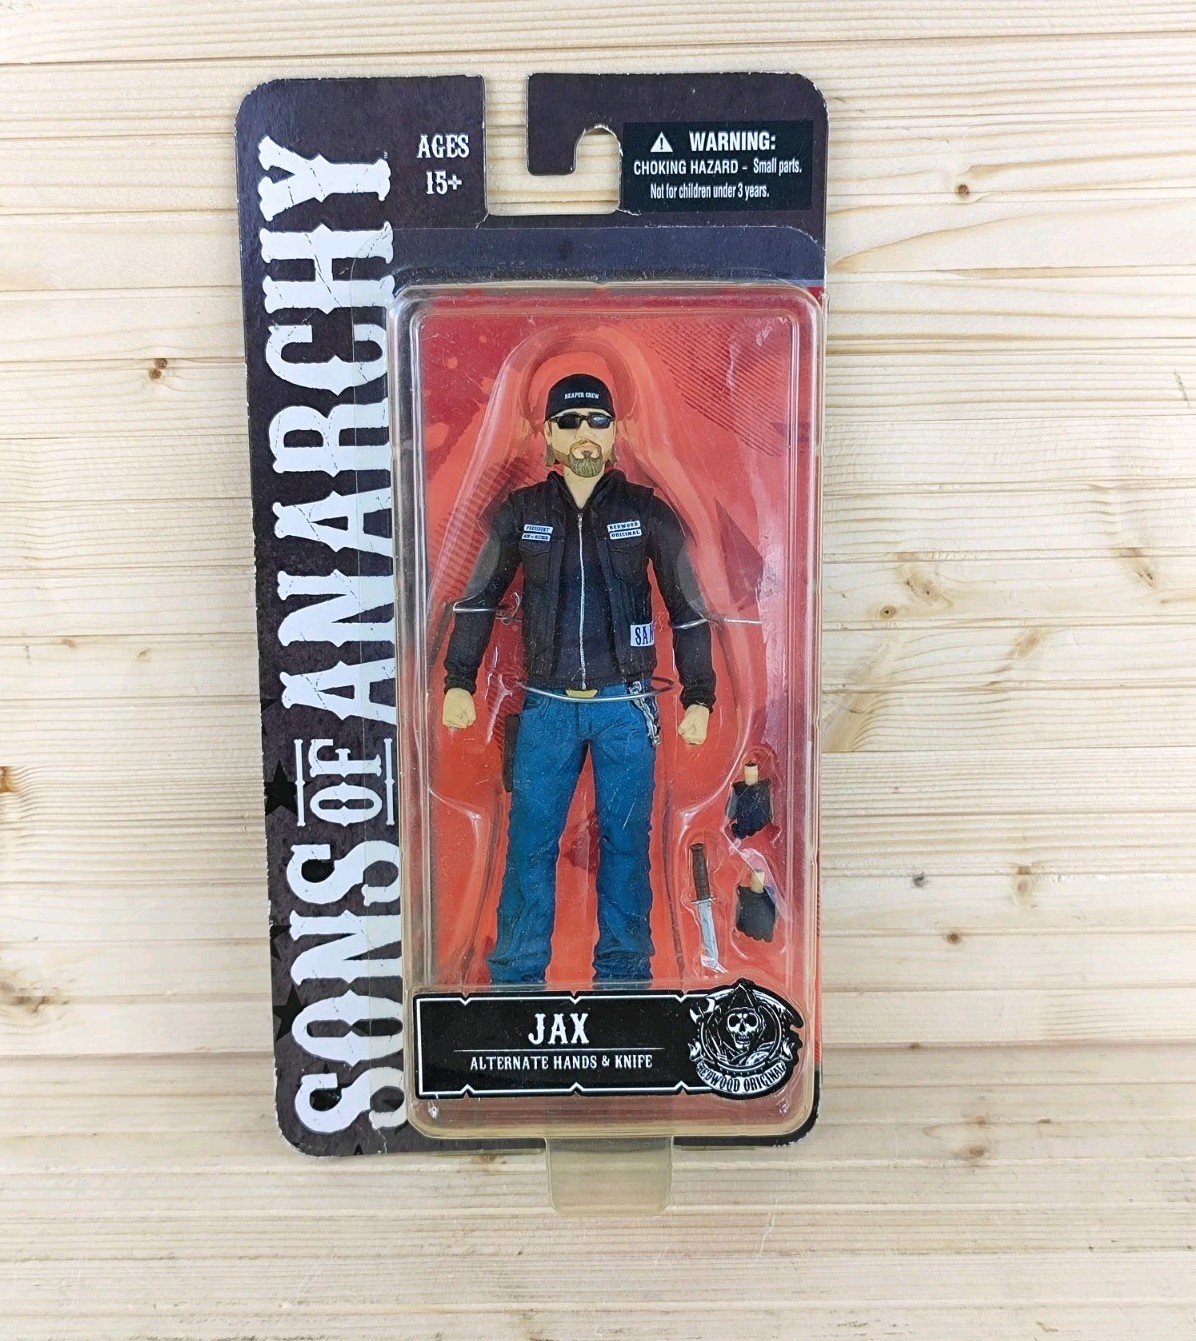 SONS OF ANARCHY
AGES
15+
WARNING:
CHOKING HAZARD - Small parts.
Not for children under 3 years.
REAPER CREW
PRESIDENT
REDWOOD
ORIGINAL
SAM
JAX
ALTERNATE HANDS & KNIFE
REDWOOD ORIGINAL